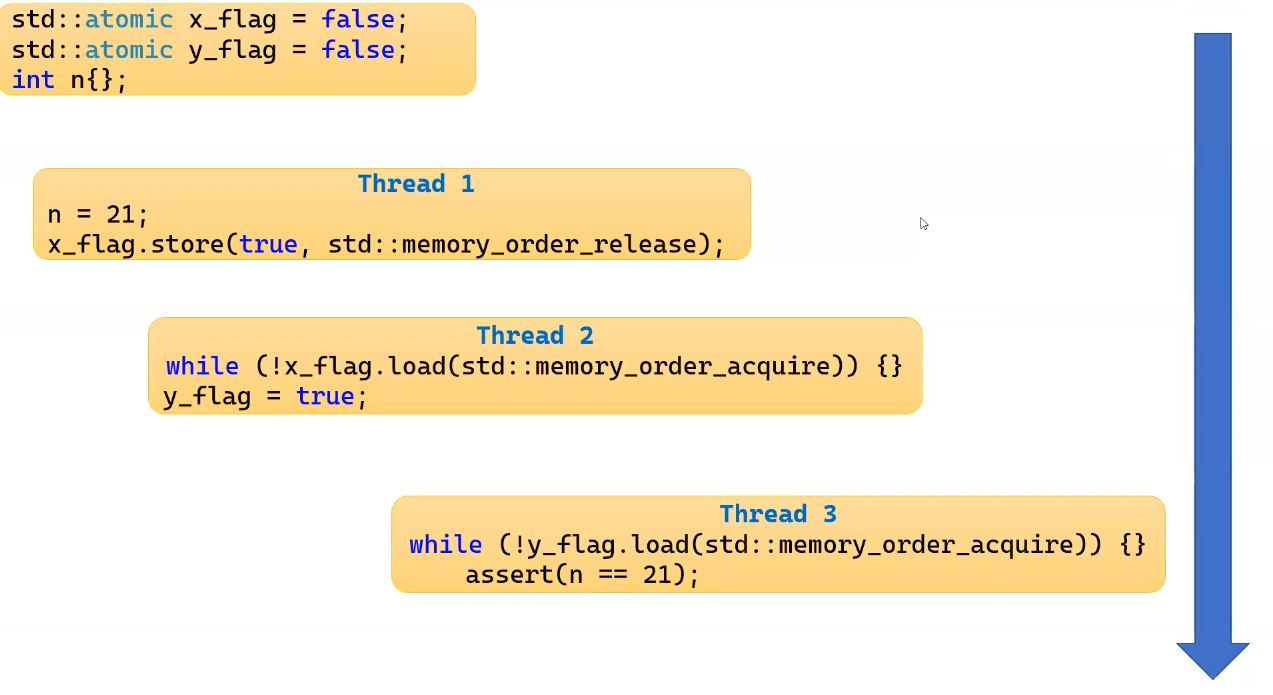 std::atomic x_flag = false;
std::atomic y_flag = false;
int n{};
Thread 1
n = 21;
x_flag.store(true, std::memory_order_release);
Thread 2
while (!x_flag.load(std::memory_order_acquire)) {}
y_flag = true;
Thread 3
while (!y_flag.load(std::memory_order_acquire)) {}
assert(n == 21);